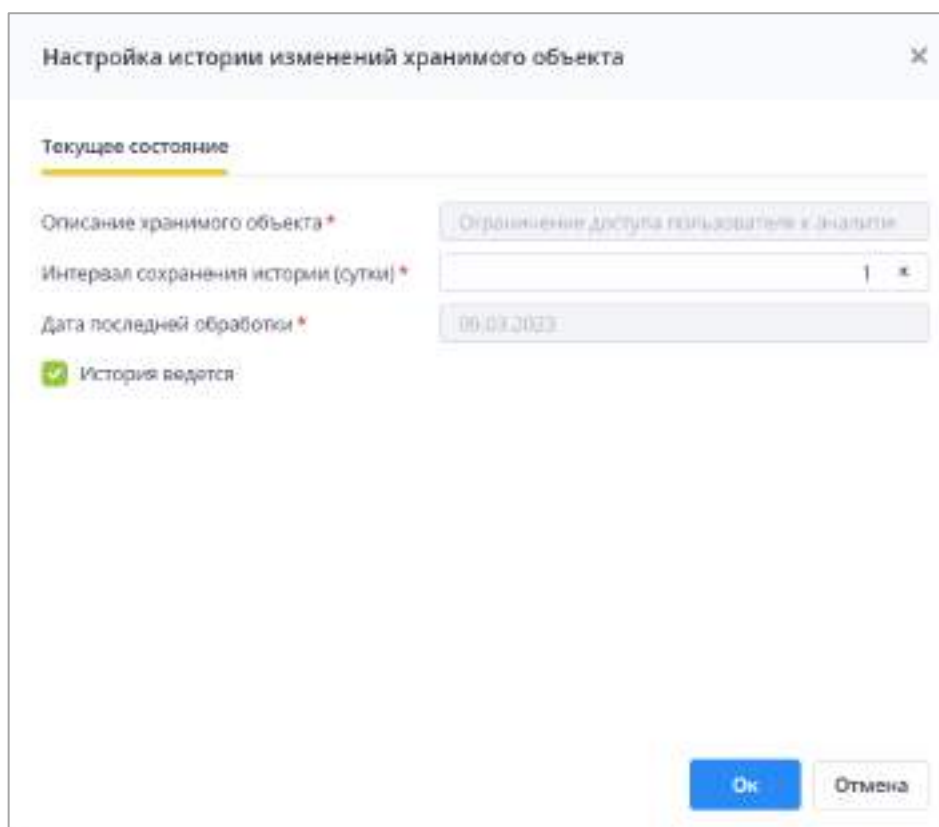 Настройка истории изменений хранимого объекта
Текущее состояние
Описание хранимого объекта * Ограничение доступа пользователя к аналитик
Интервал сохранения истории (сутки) * 1
Дата последней обработки * 09.03.2023
История ведется
Ок Отмена